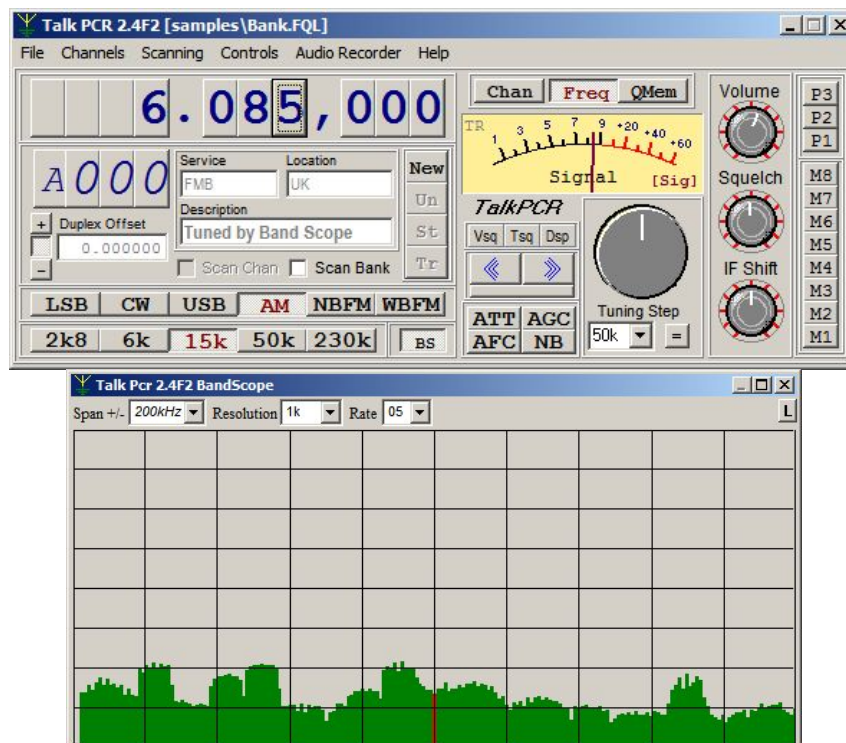 Talk PCR 2.4F2 [samples\Bank.FQL]
File Channels Scanning Controls Audio Recorder Help
6.085,000
Chan Freq QMem
TR 1 3 5 7 9 +20 +40 +60
Signal [Sig]
A000
Service Location
FMB UK
Description
Tuned by Band Scope
New
Un
St
Tr
+ Duplex Offset
0.000000
-
Scan Chan Scan Bank
LSB CW USB AM NBFM WBFM
2k8 6k 15k 50k 230k BS
TalkPCR
Vsq Tsq Dsp
ATT AGC
AFC NB
Tuning Step
50k =
Volume
Squelch
IF Shift
P3
P2
P1
M8
M7
M6
M5
M4
M3
M2
M1
Talk Pcr 2.4F2 BandScope
Span +/- 200kHz Resolution 1k Rate 05 L